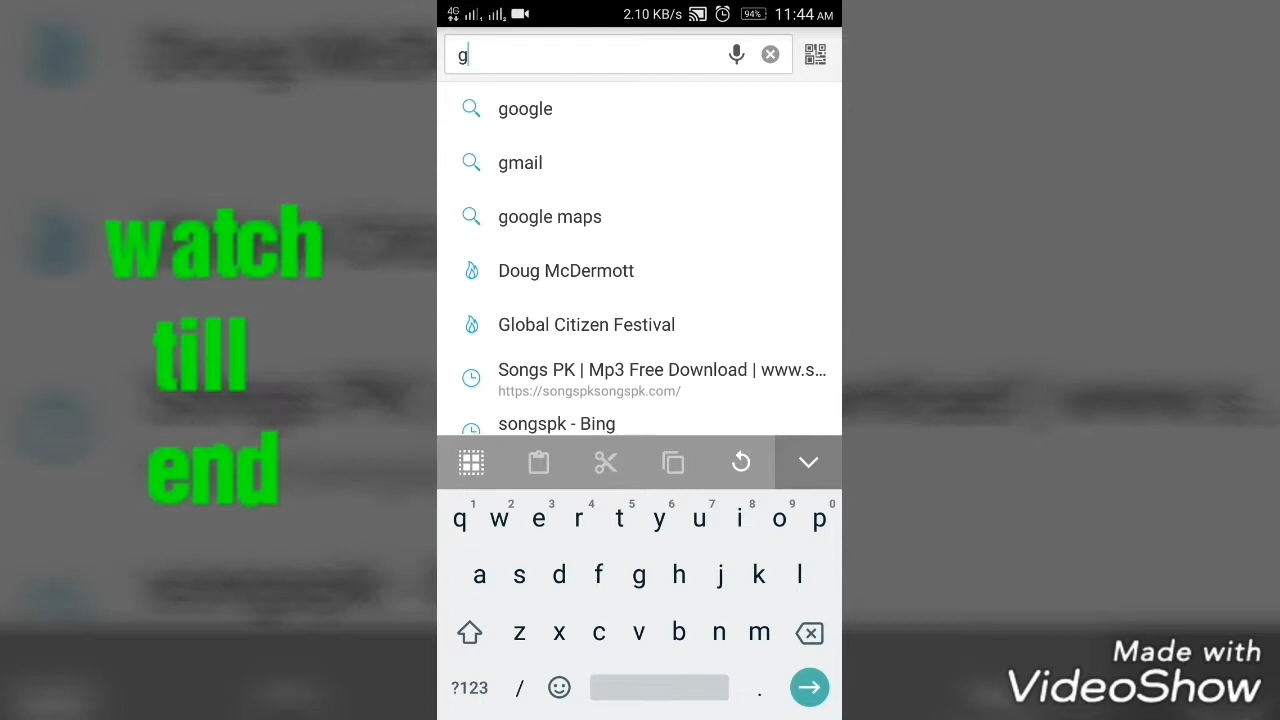 4G 2.10 KB/s 94% 11:44 AM
g
google
gmail
google maps
Doug McDermott
Global Citizen Festival
Songs PK | Mp3 Free Download | www.s...
https://songspksongspk.com/
songspk - Bing
watch
till
end
1 2 3 4 5 6 7 8 9 0
q w e r t y u i o p
a s d f g h j k l
z x c v b n m
?123 / .
Made with
VideoShow